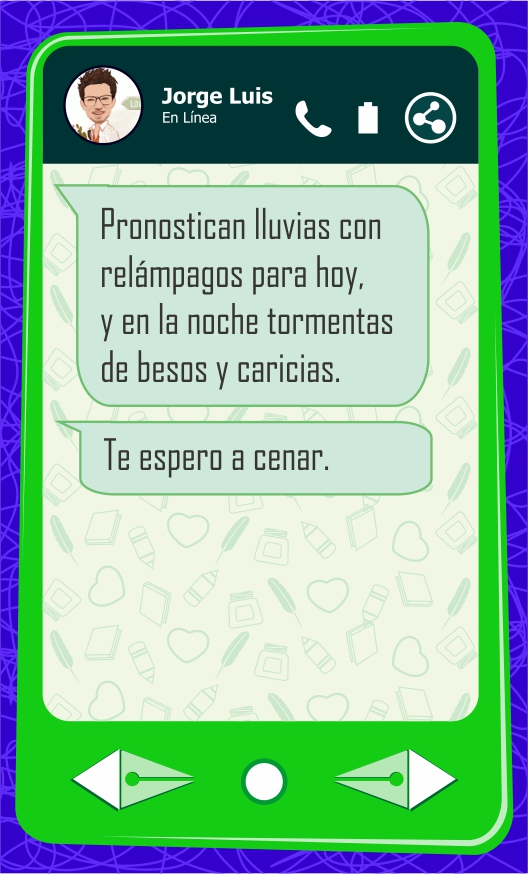 Jorge Luis
En Línea
Pronostican lluvias con
relámpagos para hoy,
y en la noche tormentas
de besos y caricias.
Te espero a cenar.